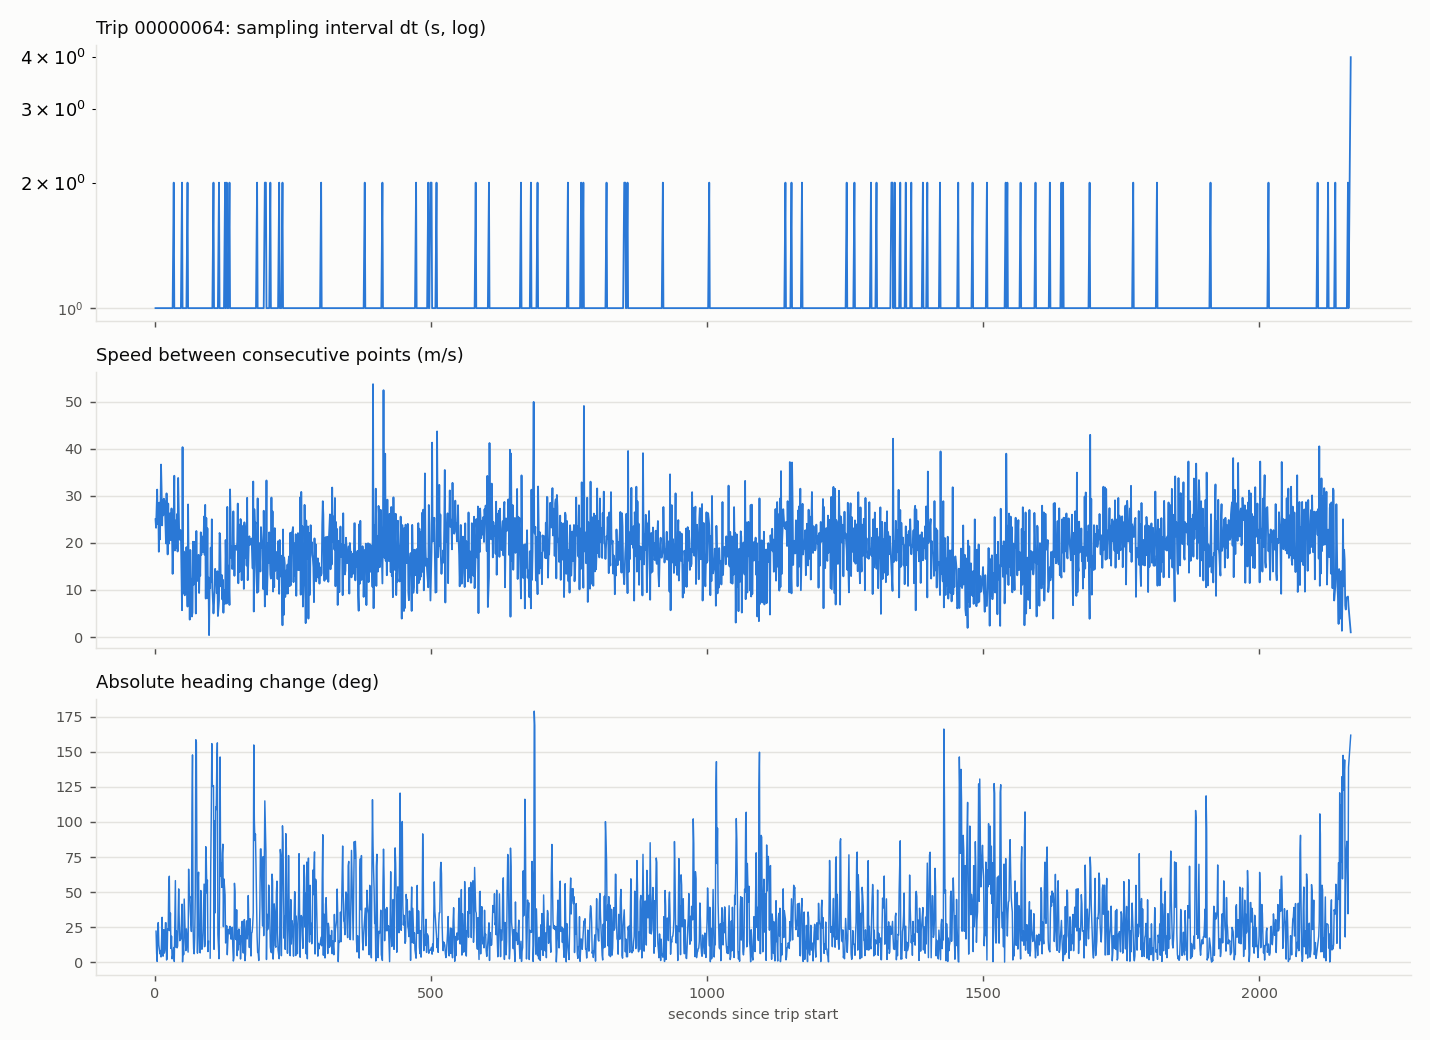 Trip 00000064: sampling interval dt (s, log)
4 × 10⁰
3 × 10⁰
2 × 10⁰
10⁰
Speed between consecutive points (m/s)
50
40
30
20
10
0
Absolute heading change (deg)
175
150
125
100
75
50
25
0
0 500 1000 1500 2000
seconds since trip start